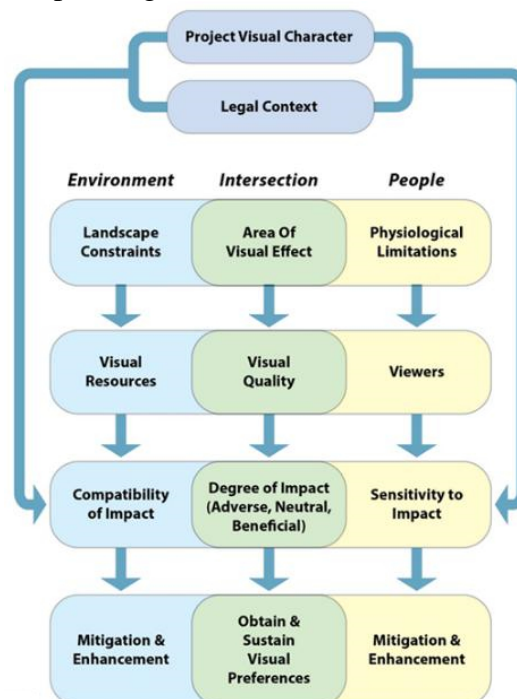 Project Visual Character
Legal Context
Environment Intersection People
Landscape
Constraints
Area Of
Visual Effect
Physiological
Limitations
Visual
Resources
Visual
Quality
Viewers
Compatibility
of Impact
Degree of Impact
(Adverse, Neutral,
Beneficial)
Sensitivity to
Impact
Mitigation &
Enhancement
Obtain &
Sustain
Visual
Preferences
Mitigation &
Enhancement